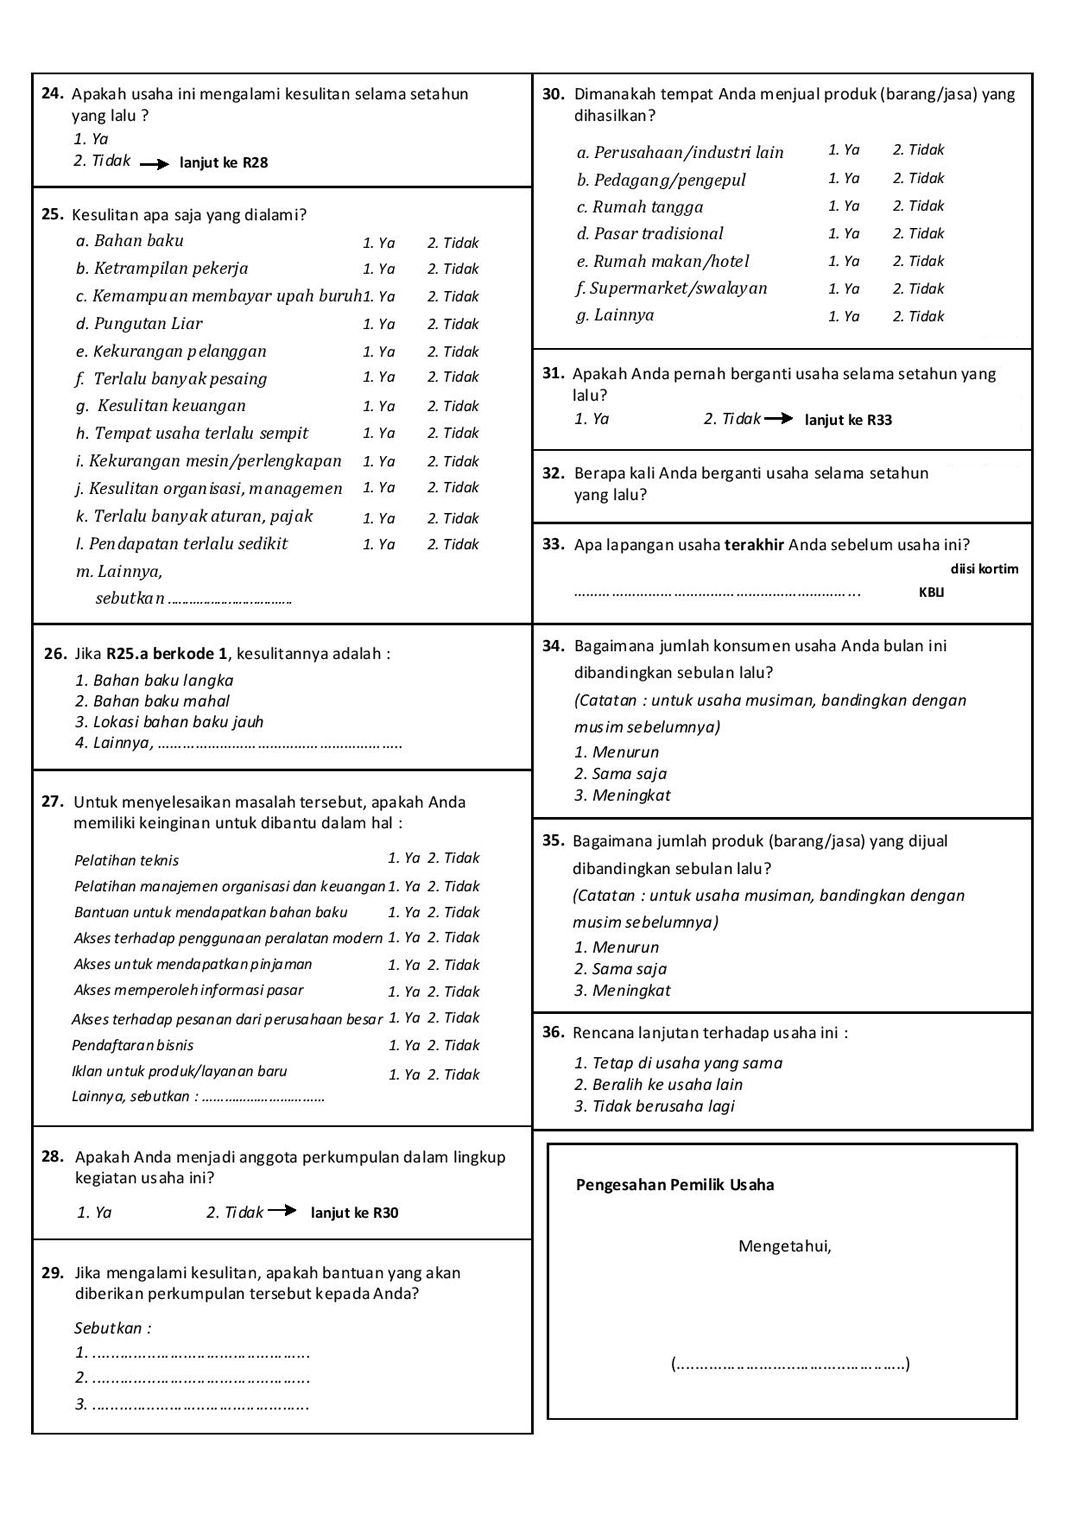 24. Apakah usaha ini mengalami kesulitan selama setahun
yang lalu ?
1. Ya
2. Tidak → lanjut ke R28
25. Kesulitan apa saja yang dialami?
a. Bahan baku 1. Ya 2. Tidak
b. Ketrampilan pekerja 1. Ya 2. Tidak
c. Kemampuan membayar upah buruh 1. Ya 2. Tidak
d. Pungutan Liar 1. Ya 2. Tidak
e. Kekurangan pelanggan 1. Ya 2. Tidak
f. Terlalu banyak pesaing 1. Ya 2. Tidak
g. Kesulitan keuangan 1. Ya 2. Tidak
h. Tempat usaha terlalu sempit 1. Ya 2. Tidak
i. Kekurangan mesin/perlengkapan 1. Ya 2. Tidak
j. Kesulitan organisasi, managemen 1. Ya 2. Tidak
k. Terlalu banyak aturan, pajak 1. Ya 2. Tidak
l. Pendapatan terlalu sedikit 1. Ya 2. Tidak
m. Lainnya,
sebutkan ..................................
26. Jika R25.a berkode 1, kesulitannya adalah :
1. Bahan baku langka
2. Bahan baku mahal
3. Lokasi bahan baku jauh
4. Lainnya, ..........................................................
27. Untuk menyelesaikan masalah tersebut, apakah Anda
memiliki keinginan untuk dibantu dalam hal :
Pelatihan teknis 1. Ya 2. Tidak
Pelatihan manajemen organisasi dan keuangan 1. Ya 2. Tidak
Bantuan untuk mendapatkan bahan baku 1. Ya 2. Tidak
Akses terhadap penggunaan peralatan modern 1. Ya 2. Tidak
Akses untuk mendapatkan pinjaman 1. Ya 2. Tidak
Akses memperoleh informasi pasar 1. Ya 2. Tidak
Akses terhadap pesanan dari perusahaan besar 1. Ya 2. Tidak
Pendaftaran bisnis 1. Ya 2. Tidak
Iklan untuk produk/layanan baru 1. Ya 2. Tidak
Lainnya, sebutkan : ................................
28. Apakah Anda menjadi anggota perkumpulan dalam lingkup
kegiatan usaha ini?
1. Ya 2. Tidak → lanjut ke R30
29. Jika mengalami kesulitan, apakah bantuan yang akan
diberikan perkumpulan tersebut kepada Anda?
Sebutkan :
1. ................................................
2. ................................................
3. ................................................
30. Dimanakah tempat Anda menjual produk (barang/jasa) yang
dihasilkan?
a. Perusahaan/industri lain 1. Ya 2. Tidak
b. Pedagang/pengepul 1. Ya 2. Tidak
c. Rumah tangga 1. Ya 2. Tidak
d. Pasar tradisional 1. Ya 2. Tidak
e. Rumah makan/hotel 1. Ya 2. Tidak
f. Supermarket/swalayan 1. Ya 2. Tidak
g. Lainnya 1. Ya 2. Tidak
31. Apakah Anda pernah berganti usaha selama setahun yang
lalu?
1. Ya 2. Tidak → lanjut ke R33
32. Berapa kali Anda berganti usaha selama setahun
yang lalu?
33. Apa lapangan usaha terakhir Anda sebelum usaha ini?
diisi kortim
.................................................................. KBLI
34. Bagaimana jumlah konsumen usaha Anda bulan ini
dibandingkan sebulan lalu?
(Catatan : untuk usaha musiman, bandingkan dengan
musim sebelumnya)
1. Menurun
2. Sama saja
3. Meningkat
35. Bagaimana jumlah produk (barang/jasa) yang dijual
dibandingkan sebulan lalu?
(Catatan : untuk usaha musiman, bandingkan dengan
musim sebelumnya)
1. Menurun
2. Sama saja
3. Meningkat
36. Rencana lanjutan terhadap usaha ini :
1. Tetap di usaha yang sama
2. Beralih ke usaha lain
3. Tidak berusaha lagi
Pengesahan Pemilik Usaha
Mengetahui,
(..................................................)